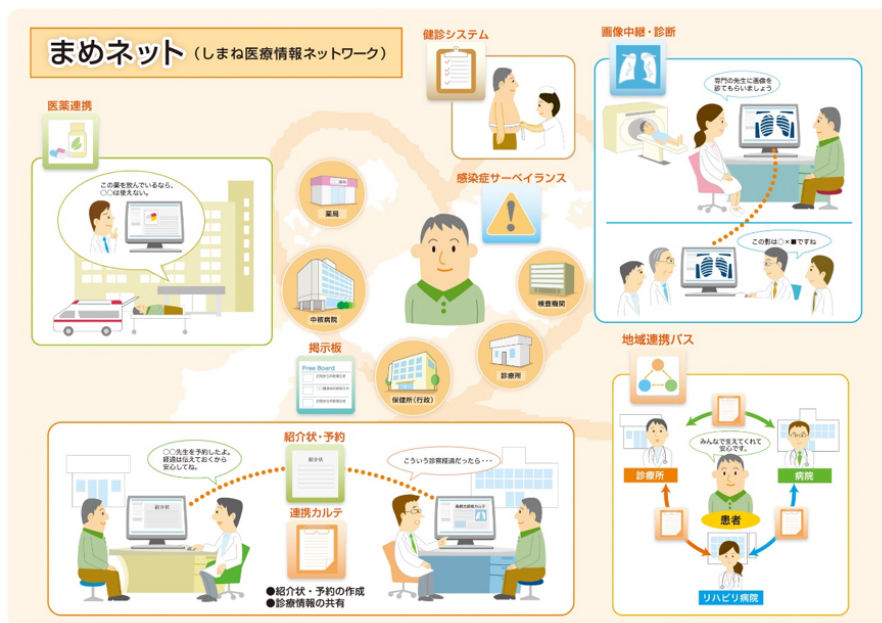 まめネット（しまね医療情報ネットワーク）
健診システム
画像中継・診断
専門の先生に画像を
診てもらいましょう
この影は○×■ですね
医薬連携
この薬を飲んでいるなら、
○○は使えない。
感染症サーベイランス
薬局
中核病院
検査機関
診療所
保健所（行政）
掲示板
Free Board
地域連携パス
みんなで支えてくれて
安心です。
診療所
病院
患者
リハビリ病院
紹介状・予約
○○先生を予約したよ。
経過は伝えておくから
安心してね。
紹介状
紹介状
こういう診察経過だったら・・・
連携カルテ
●紹介状・予約の作成
●診療情報の共有